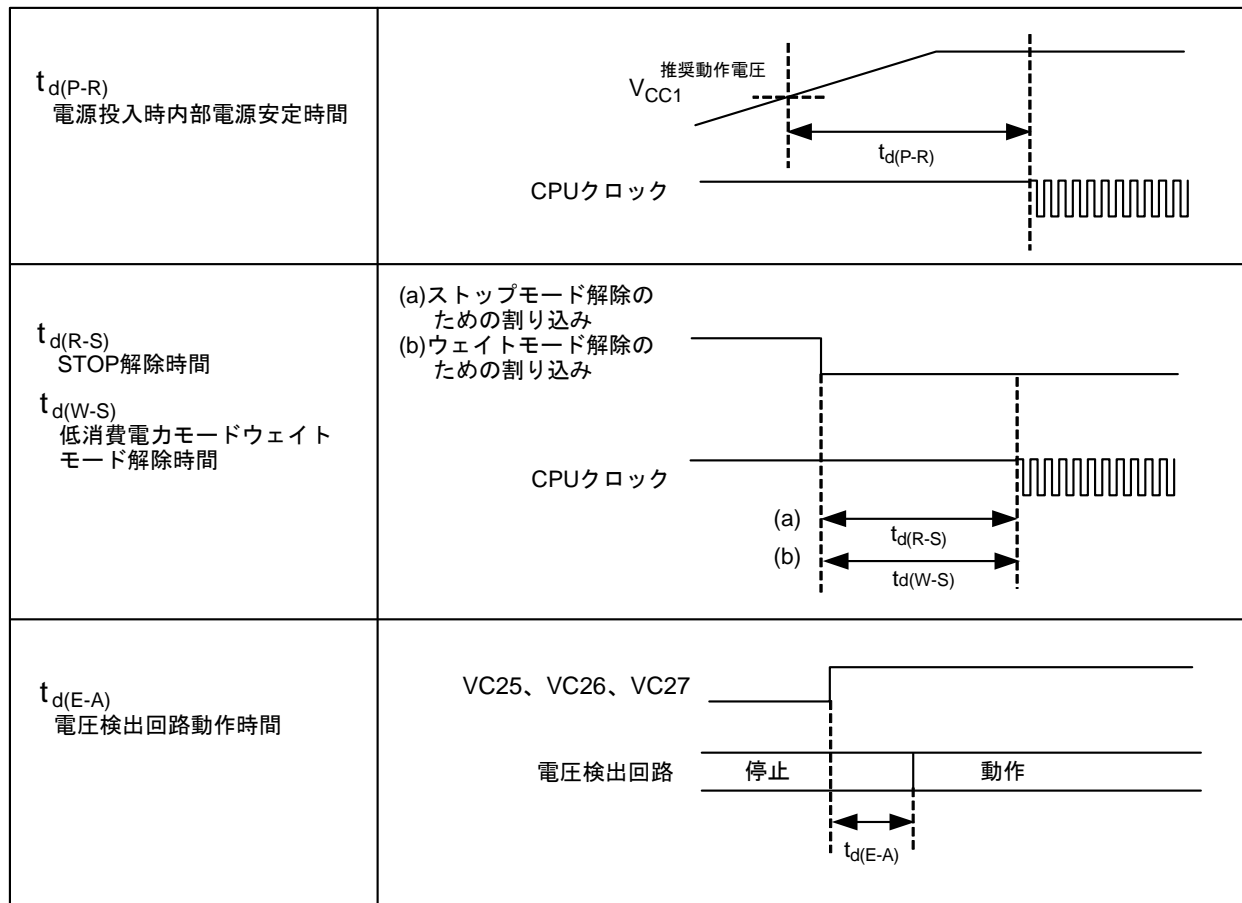 td(P-R)
電源投入時内部電源安定時間
推奨動作電圧
VCC1
td(P-R)
CPUクロック
td(R-S)
STOP解除時間
td(W-S)
低消費電力モードウェイト
モード解除時間
(a)ストップモード解除の
ための割り込み
(b)ウェイトモード解除の
ための割り込み
CPUクロック
(a)
td(R-S)
(b)
td(W-S)
td(E-A)
電圧検出回路動作時間
VC25、VC26、VC27
電圧検出回路
停止
動作
td(E-A)